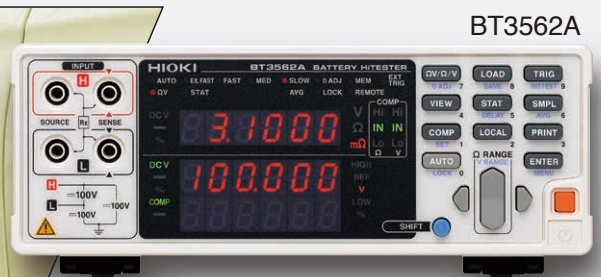 BT3562A
INPUT
H
SOURCE Rx SENSE
L
H
L
⎓100V
⎓100V
⎓100V
HIOKI BT3562A BATTERY HiTESTER
AUTO EX.FAST FAST MED SLOW 0 ADJ MEM EXT TRIG
ΩV STAT AVG LOCK REMOTE
COMP
DCV 3.1000 V Hi Hi
Ω IN IN
% mΩ Lo Lo
Ω V
DCV 100.000 HIGH
REF
% V
COMP LOW
%
SHIFT
ΩV/Ω/V LOAD TRIG
0 ADJ 7 SAVE 8 INT/EXT 9
VIEW STAT SMPL
4 DELAY 5 AVG 6
COMP LOCAL PRINT
SET 1 2 3
AUTO Ω RANGE ENTER
LOCK 0 V RANGE MENU